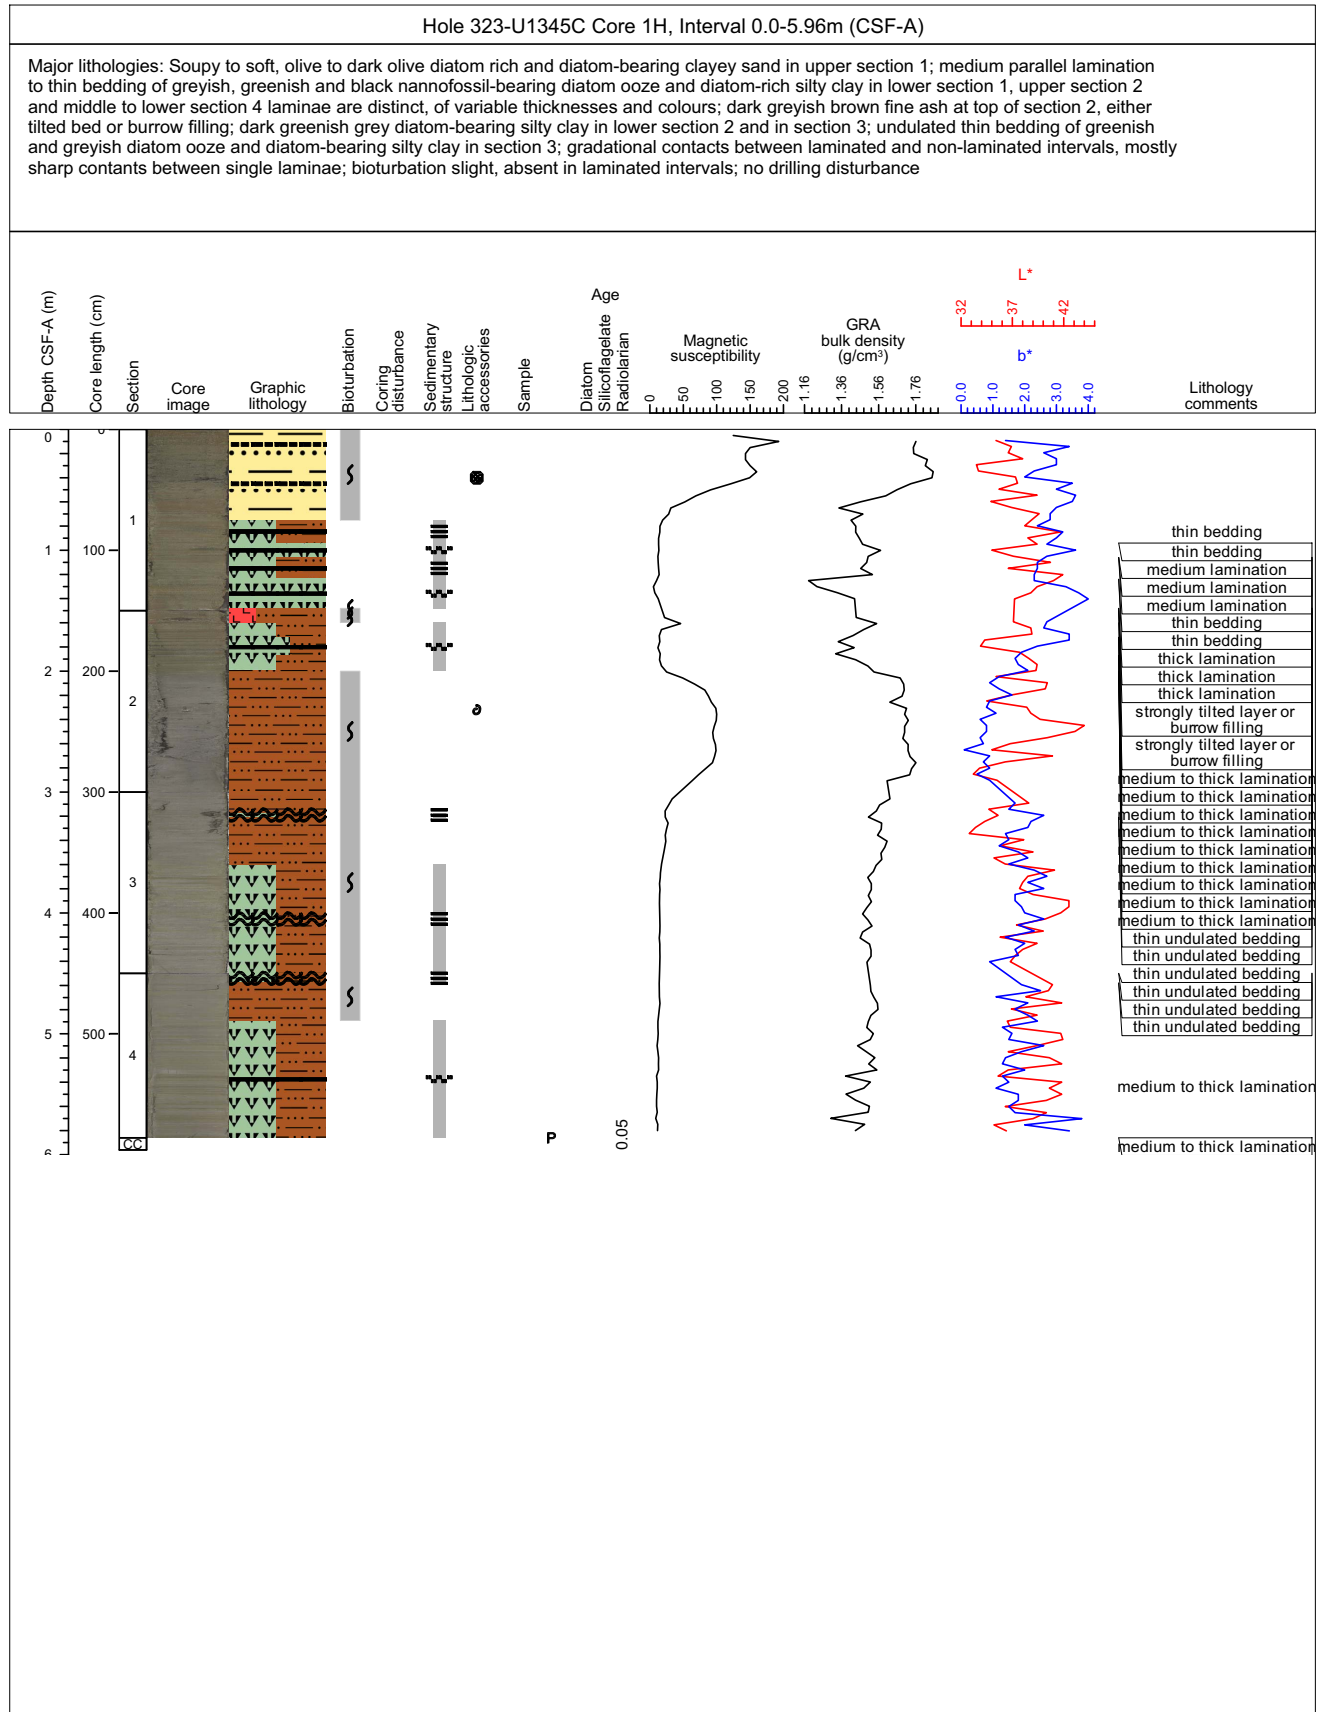 Hole 323-U1345C Core 1H, Interval 0.0-5.96m (CSF-A)
Major lithologies: Soupy to soft, olive to dark olive diatom rich and diatom-bearing clayey sand in upper section 1; medium parallel lamination
to thin bedding of greyish, greenish and black nannofossil-bearing diatom ooze and diatom-rich silty clay in lower section 1, upper section 2
and middle to lower section 4 laminae are distinct, of variable thicknesses and colours; dark greyish brown fine ash at top of section 2, either
tilted bed or burrow filling; dark greenish grey diatom-bearing silty clay in lower section 2 and in section 3; undulated thin bedding of greenish
and greyish diatom ooze and diatom-bearing silty clay in section 3; gradational contacts between laminated and non-laminated intervals, mostly
sharp contants between single laminae; bioturbation slight, absent in laminated intervals; no drilling disturbance
Depth CSF-A (m)
Core length (cm)
Section
Core
image
Graphic
lithology
Bioturbation
Coring
disturbance
Sedimentary
structure
Lithologic
accessories
Sample
Age
Diatom
Silicoflagelate
Radiolarian
Magnetic
susceptibility
0 50 100 150 200
GRA
bulk density
(g/cm³)
1.16 1.36 1.56 1.76
L*
32 37 42
b*
0.0 1.0 2.0 3.0 4.0
Lithology
comments
0 0
1
1 100
2 200
2
3 300
3
4 400
5 500
4
6
CC
P
0.05
thin bedding
thin bedding
medium lamination
medium lamination
medium lamination
thin bedding
thin bedding
thick lamination
thick lamination
thick lamination
strongly tilted layer or
burrow filling
strongly tilted layer or
burrow filling
medium to thick lamination
medium to thick lamination
medium to thick lamination
medium to thick lamination
medium to thick lamination
medium to thick lamination
medium to thick lamination
medium to thick lamination
medium to thick lamination
thin undulated bedding
thin undulated bedding
thin undulated bedding
thin undulated bedding
thin undulated bedding
thin undulated bedding
medium to thick lamination
medium to thick lamination